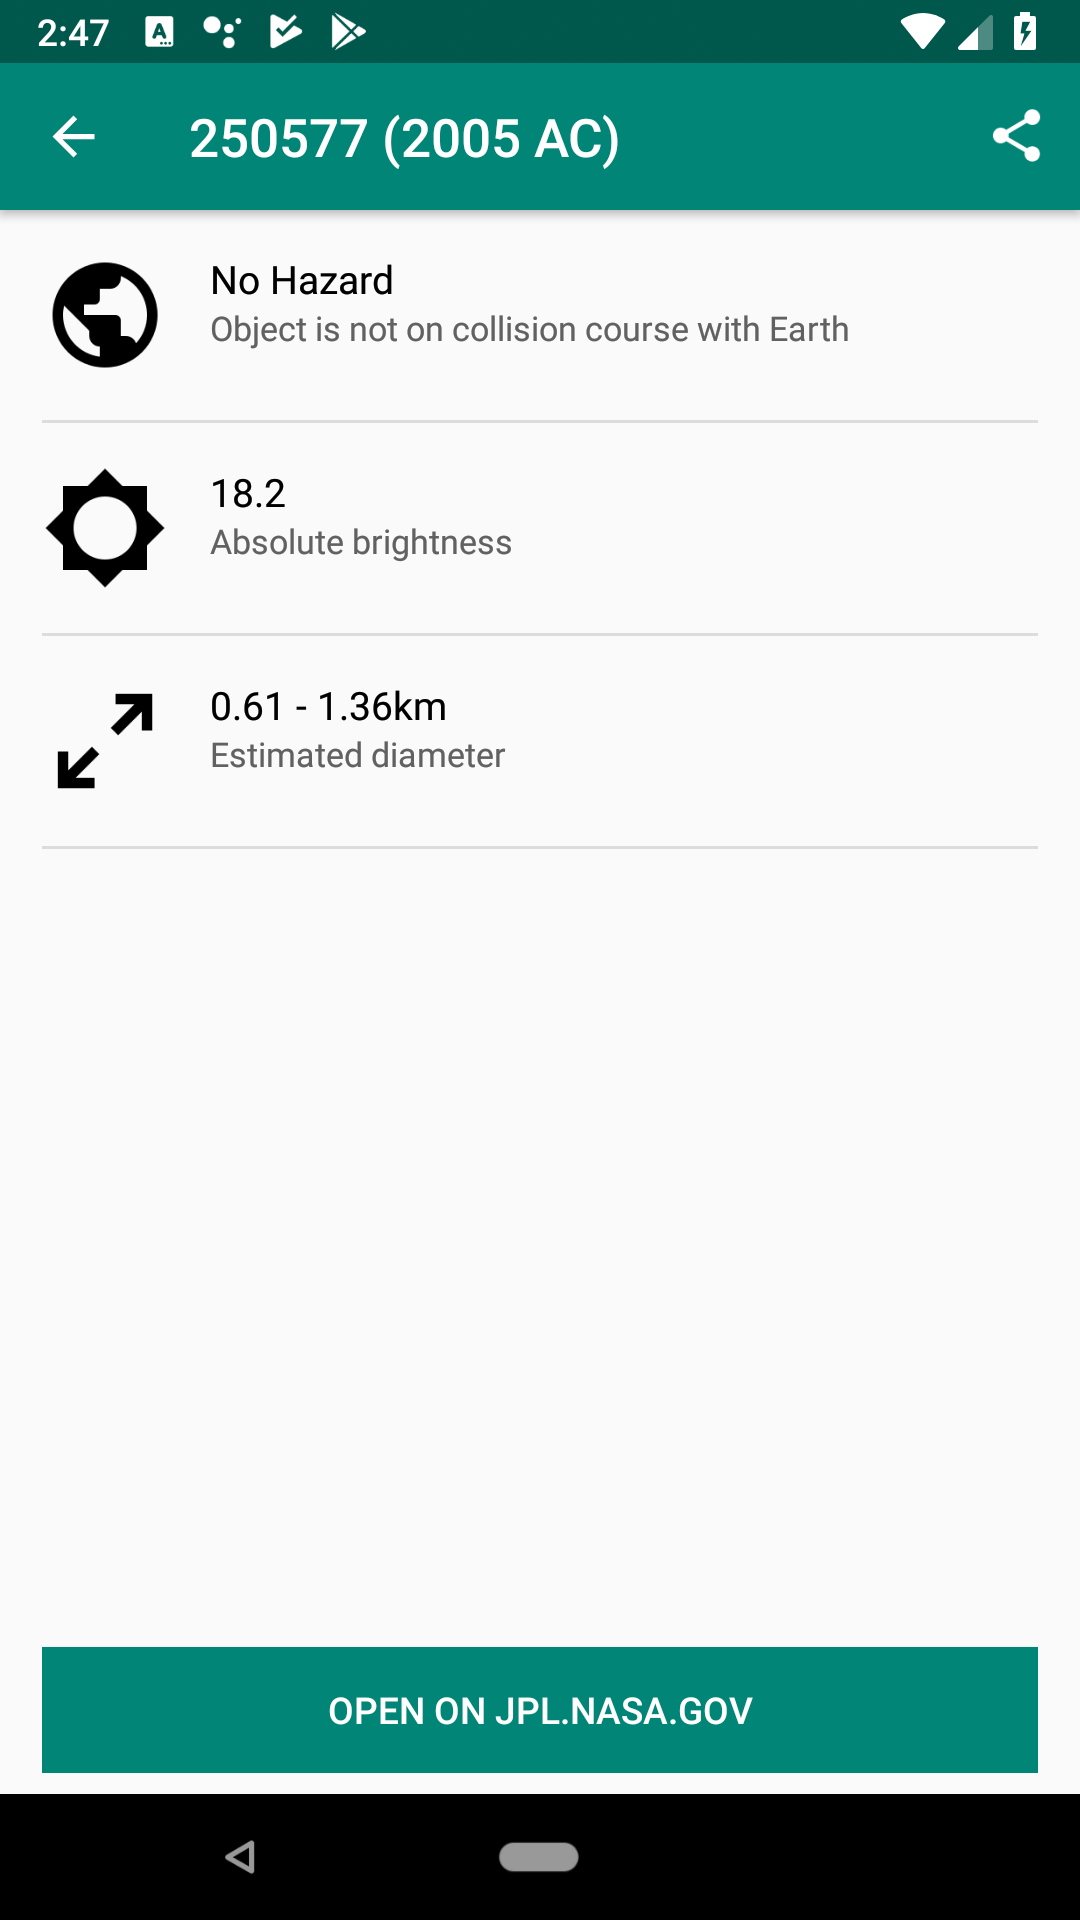 2:47
250577 (2005 AC)
No Hazard
Object is not on collision course with Earth
18.2
Absolute brightness
0.61 - 1.36km
Estimated diameter
OPEN ON JPL.NASA.GOV